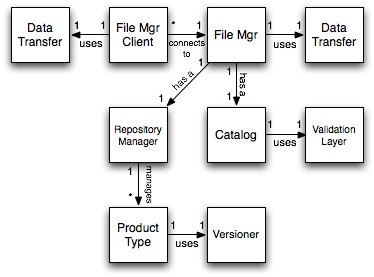 Data
Transfer
1
1
uses
File Mgr
Client
*
1
connects
to
File Mgr
1
1
uses
Data
Transfer
1
has a
1
1
has a
1
Repository
Manager
Catalog
1
1
uses
Validation
Layer
1
manages
*
Product
Type
1
1
uses
Versioner